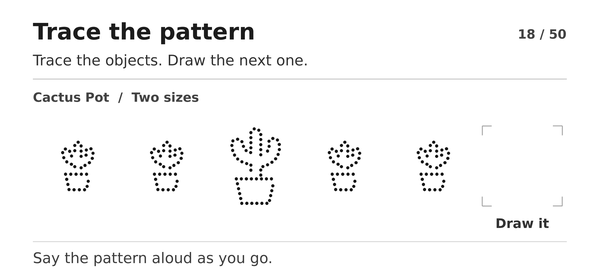 Trace the pattern
18 / 50
Trace the objects. Draw the next one.
Cactus Pot / Two sizes
Draw it
Say the pattern aloud as you go.